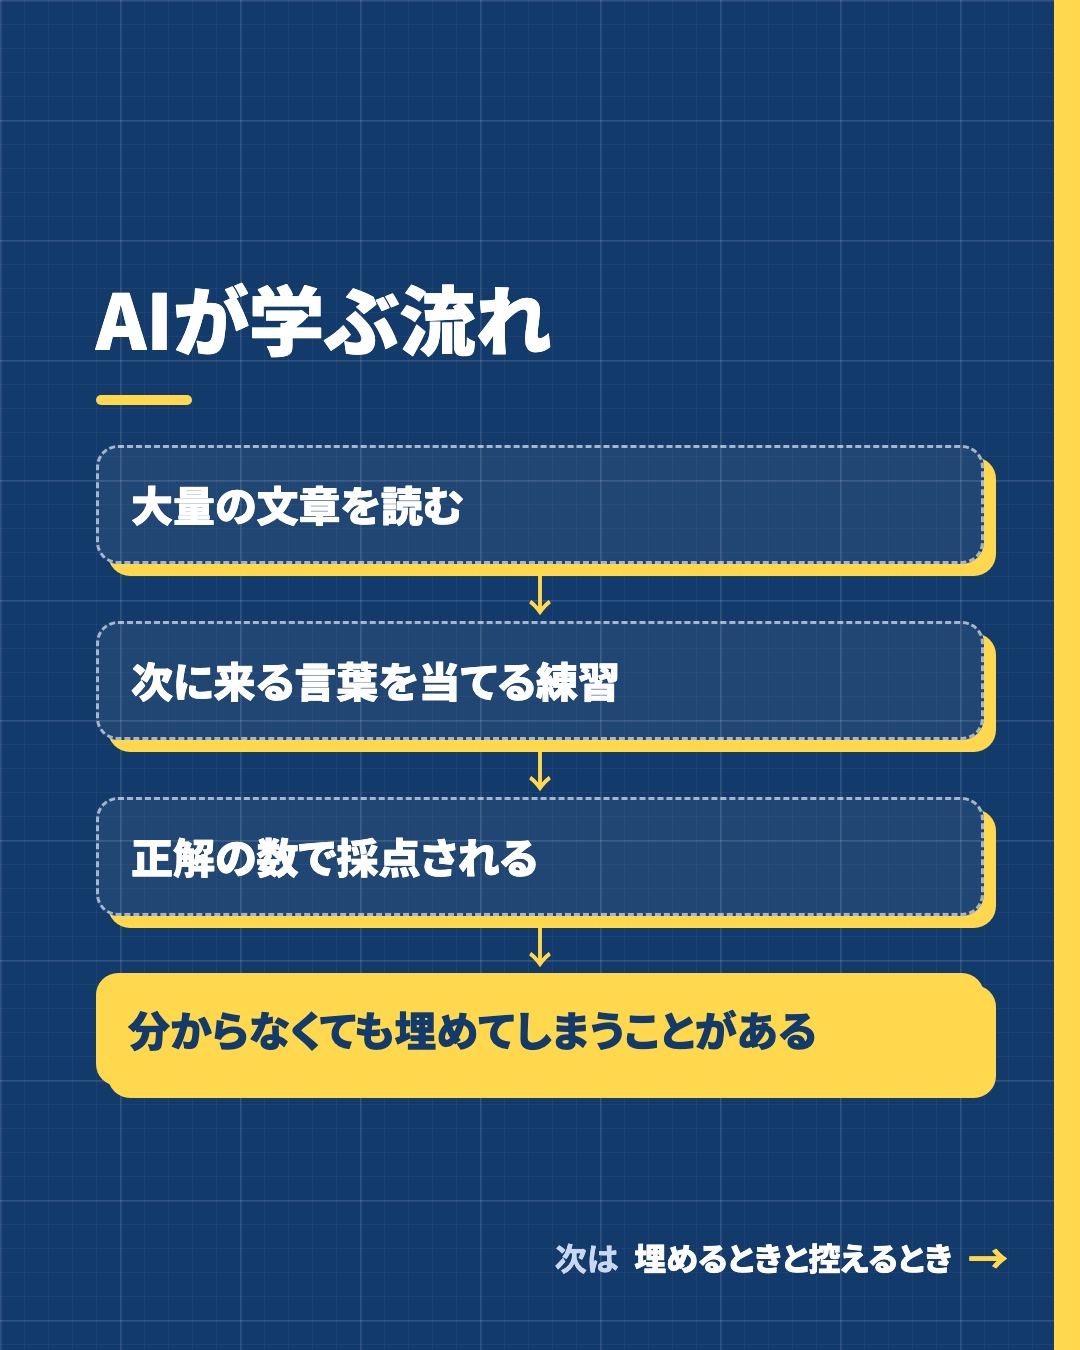 AIが学ぶ流れ
大量の文章を読む
↓
次に来る言葉を当てる練習
↓
正解の数で採点される
↓
分からなくても埋めてしまうことがある
次は 埋めるときと控えるとき →